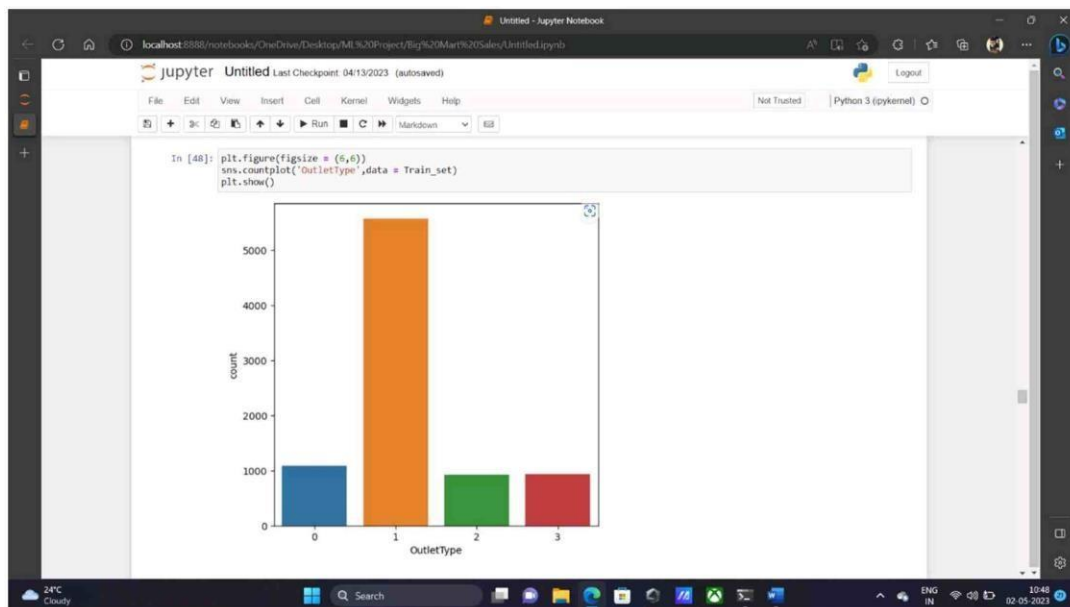 Untitled - Jupyter Notebook
localhost:8888/notebooks/OneDrive/Desktop/ML%20Project/Big%20Mart%20Sales/Untitled.ipynb
jupyter Untitled Last Checkpoint: 04/13/2023 (autosaved)
Logout
File Edit View Insert Cell Kernel Widgets Help
Not Trusted
Python 3 (ipykernel)
Run
Markdown
In [48]: plt.figure(figsize = (6,6))
sns.countplot('OutletType',data = Train_set)
plt.show()
5000
4000
3000
2000
1000
0
count
0 1 2 3
OutletType
24°C
Cloudy
Search
ENG
IN
10:48
02-05-2023